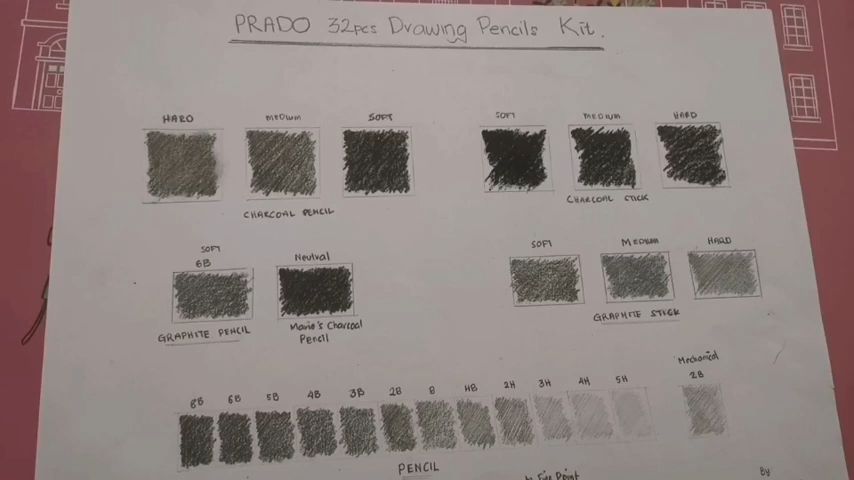 PRADO 32pcs Drawing Pencils Kit.
HARD MEDIUM SOFT
SOFT MEDIUM HARD
CHARCOAL PENCIL
CHARCOAL STICK
SOFT
6B
Neutral
SOFT MEDIUM HARD
GRAPHITE PENCIL
Marie's Charcoal
Pencil
GRAPHITE STICK
Mechanical
2B
8B 6B 5B 4B 3B 2B B HB 2H 3H 4H 5H
PENCIL
Fine Point
By